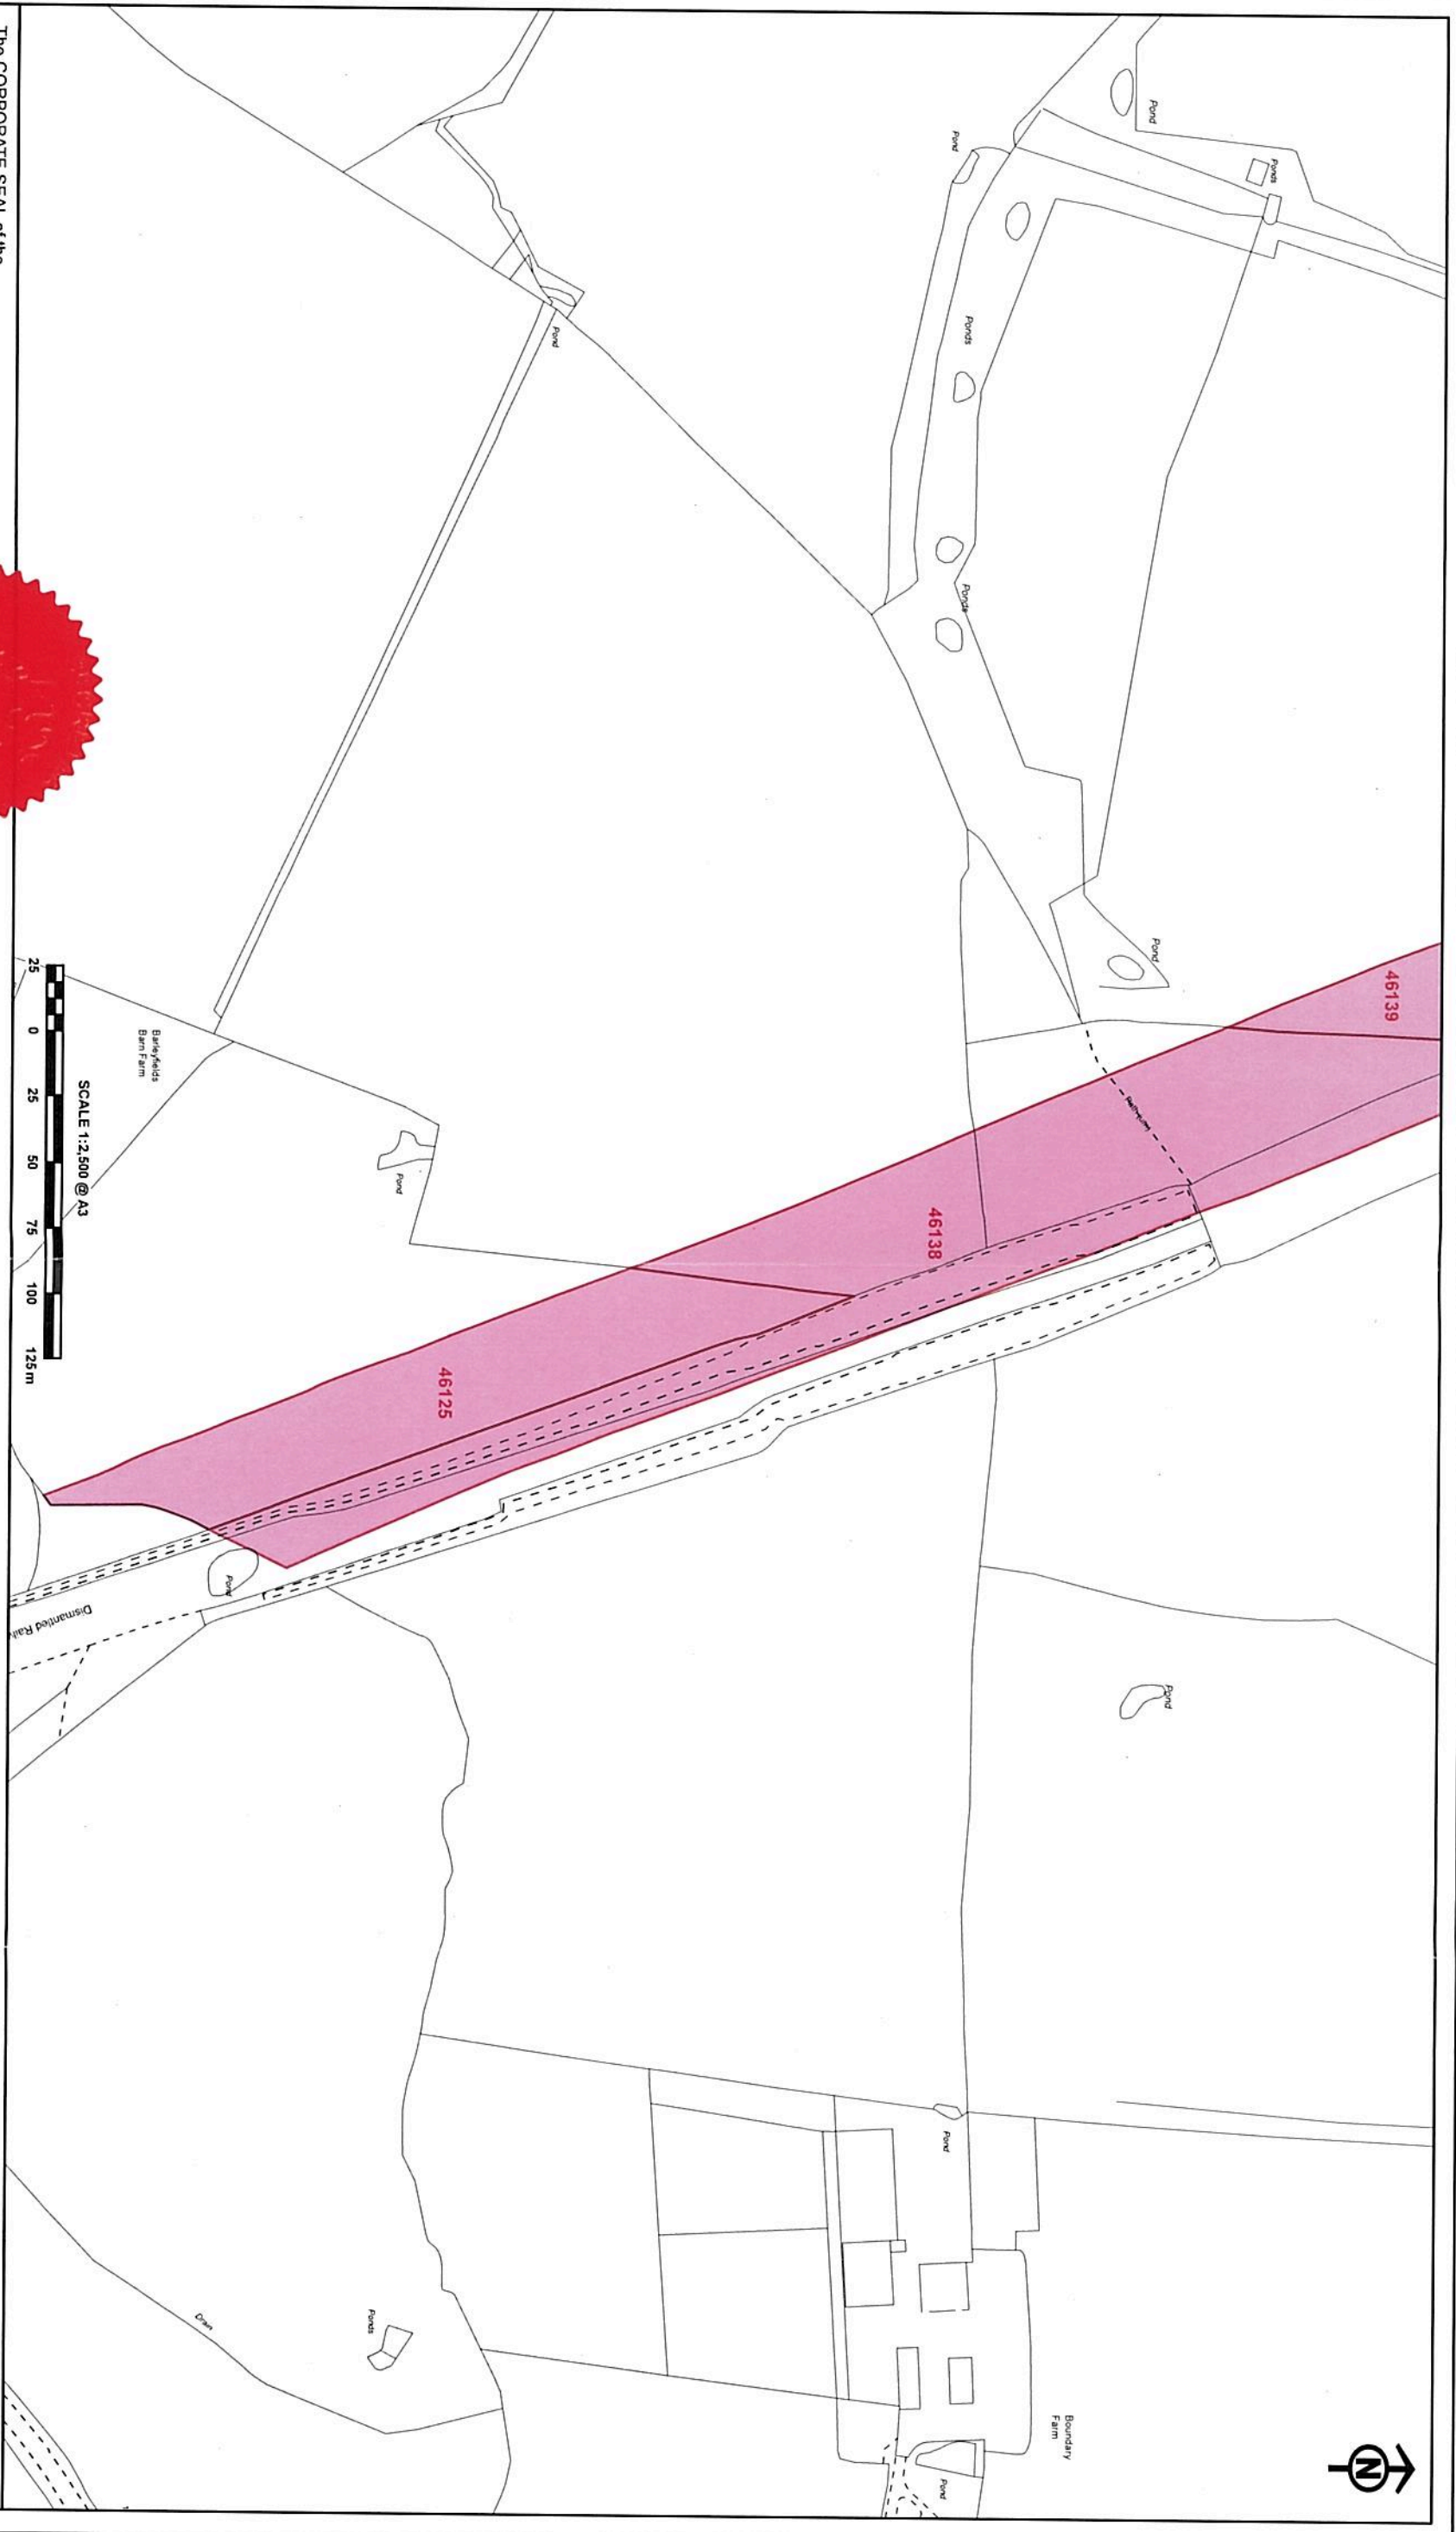 Pond
Ponds
Pond
Ponds
Ponds
Pond
Pond
46139
46138
46125
Pond
Barleyfields
Barn Farm
Pond
Dismantled Railw
Pond
Pond
Boundary
Farm
Pond
Ponds
Drain
N
SCALE 1:2,500 @ A3
25 0 25 50 75 100 125m
The CORPORATE SEAL of the